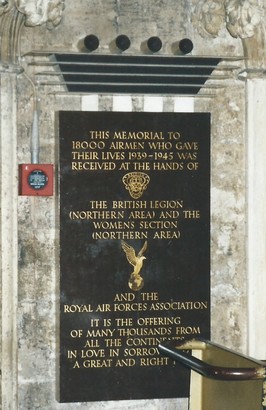 THIS MEMORIAL TO
18000 AIRMEN WHO GAVE
THEIR LIVES 1939-1945 WAS
RECEIVED AT THE HANDS OF
THE BRITISH LEGION
(NORTHERN AREA) AND THE
WOMENS SECTION
(NORTHERN AREA)
AND THE
ROYAL AIR FORCES ASSOCIATION
IT IS THE OFFERING
OF MANY THOUSANDS FROM
ALL THE CONTINENTS
IN LOVE IN SORROW
A GREAT AND RIGHT